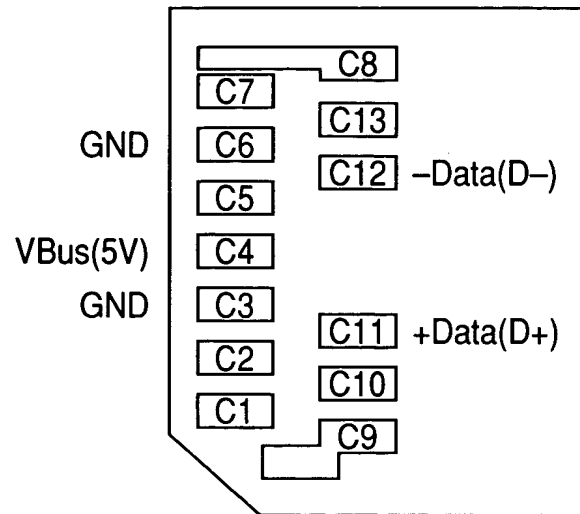 C8
C7
C13
GND C6
C12 –Data(D–)
C5
VBus(5V) C4
GND C3
C11 +Data(D+)
C2
C10
C1
C9